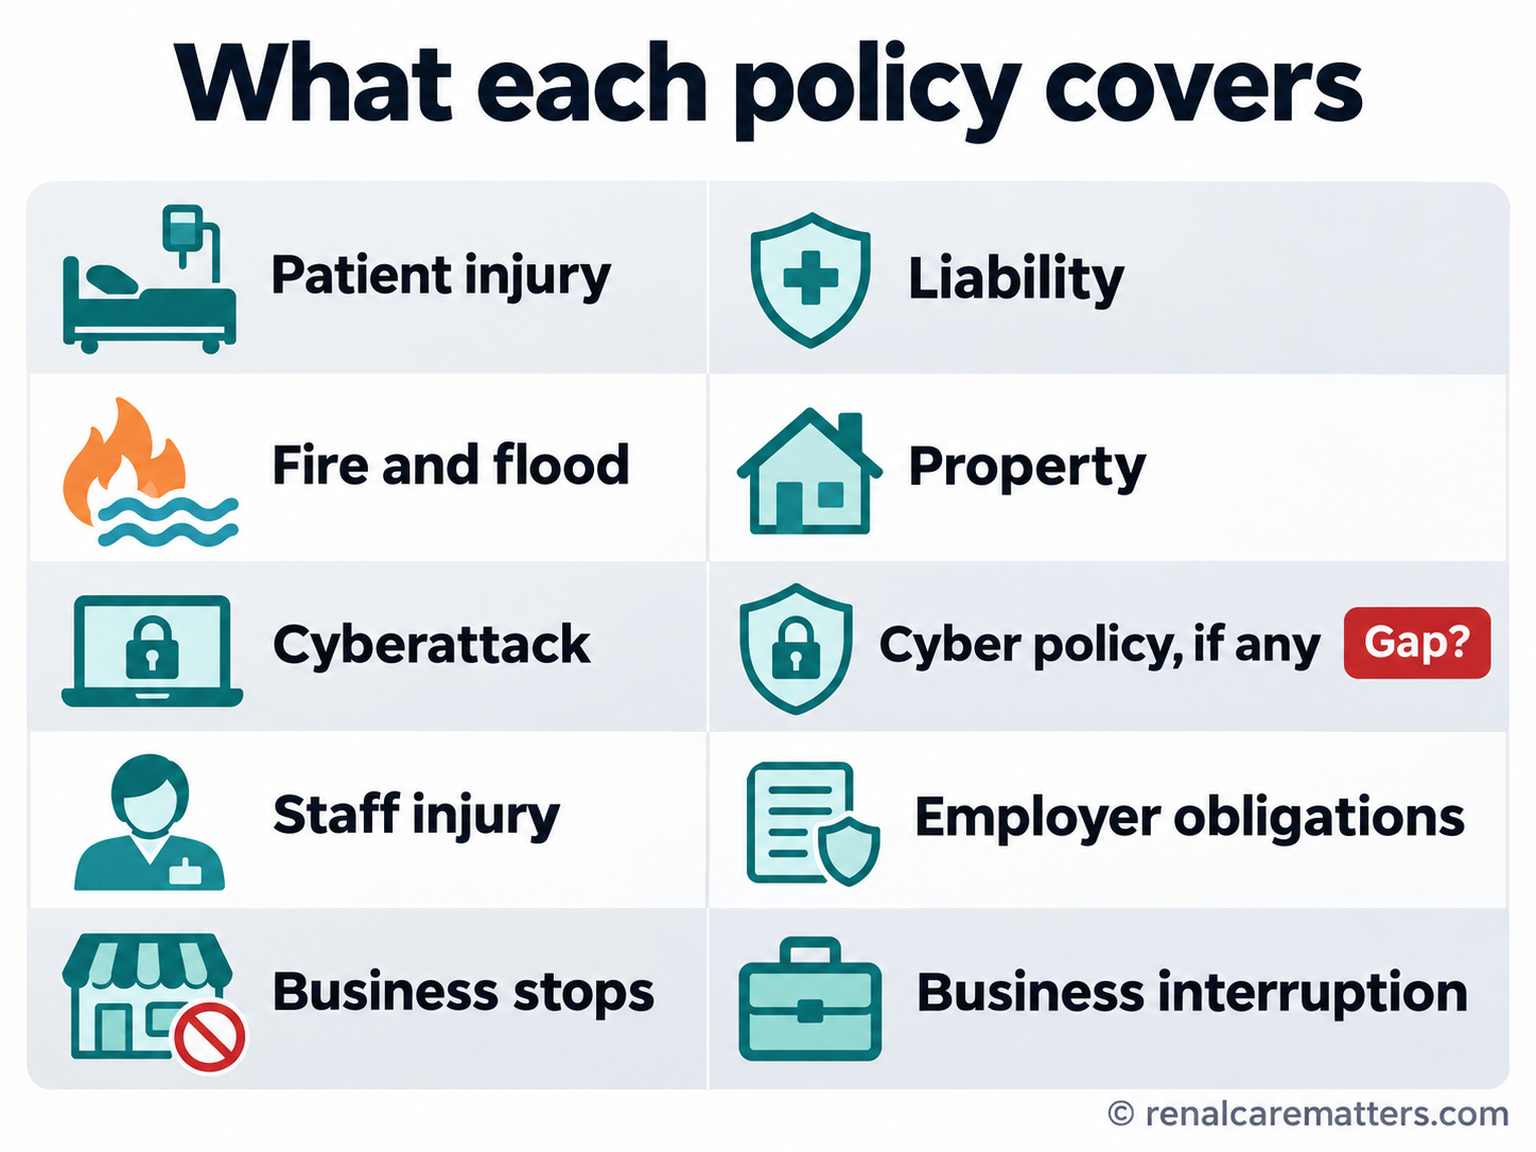 What each policy covers
Patient injury
Liability
Fire and flood
Property
Cyberattack
Cyber policy, if any
Gap?
Staff injury
Employer obligations
Business stops
Business interruption
© renalcarematters.com